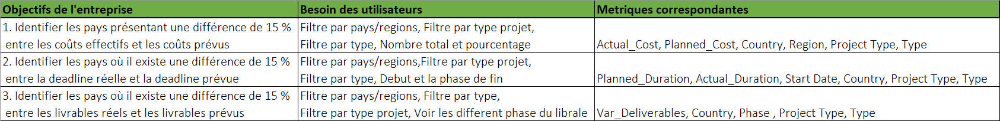 Objectifs de l'entreprise
Besoin des utilisateurs
Metriques correspondantes
1. Identifier les pays présentant une différence de 15 %
entre les coûts effectifs et les coûts prévus
Filtre par pays/regions, Filtre par type projet,
Filtre par type, Nombre total et pourcentage
Actual_Cost, Planned_Cost, Country, Region, Project Type, Type
2. Identifier les pays où il existe une différence de 15 %
entre la deadline réelle et la deadline prévue
Flitre par pays/regions,Filtre par type projet,
Filtre par type, Debut et la phase de fin
Planned_Duration, Actual_Duration, Start Date, Country, Project Type, Type
3. Identifier les pays où il existe une différence de 15 %
entre les livrables réels et les livrables prévus
Flitre par pays/regions, Filtre par type,
Filtre par type projet, Voir les different phase du librale
Var_Deliverables, Country, Phase , Project Type, Type